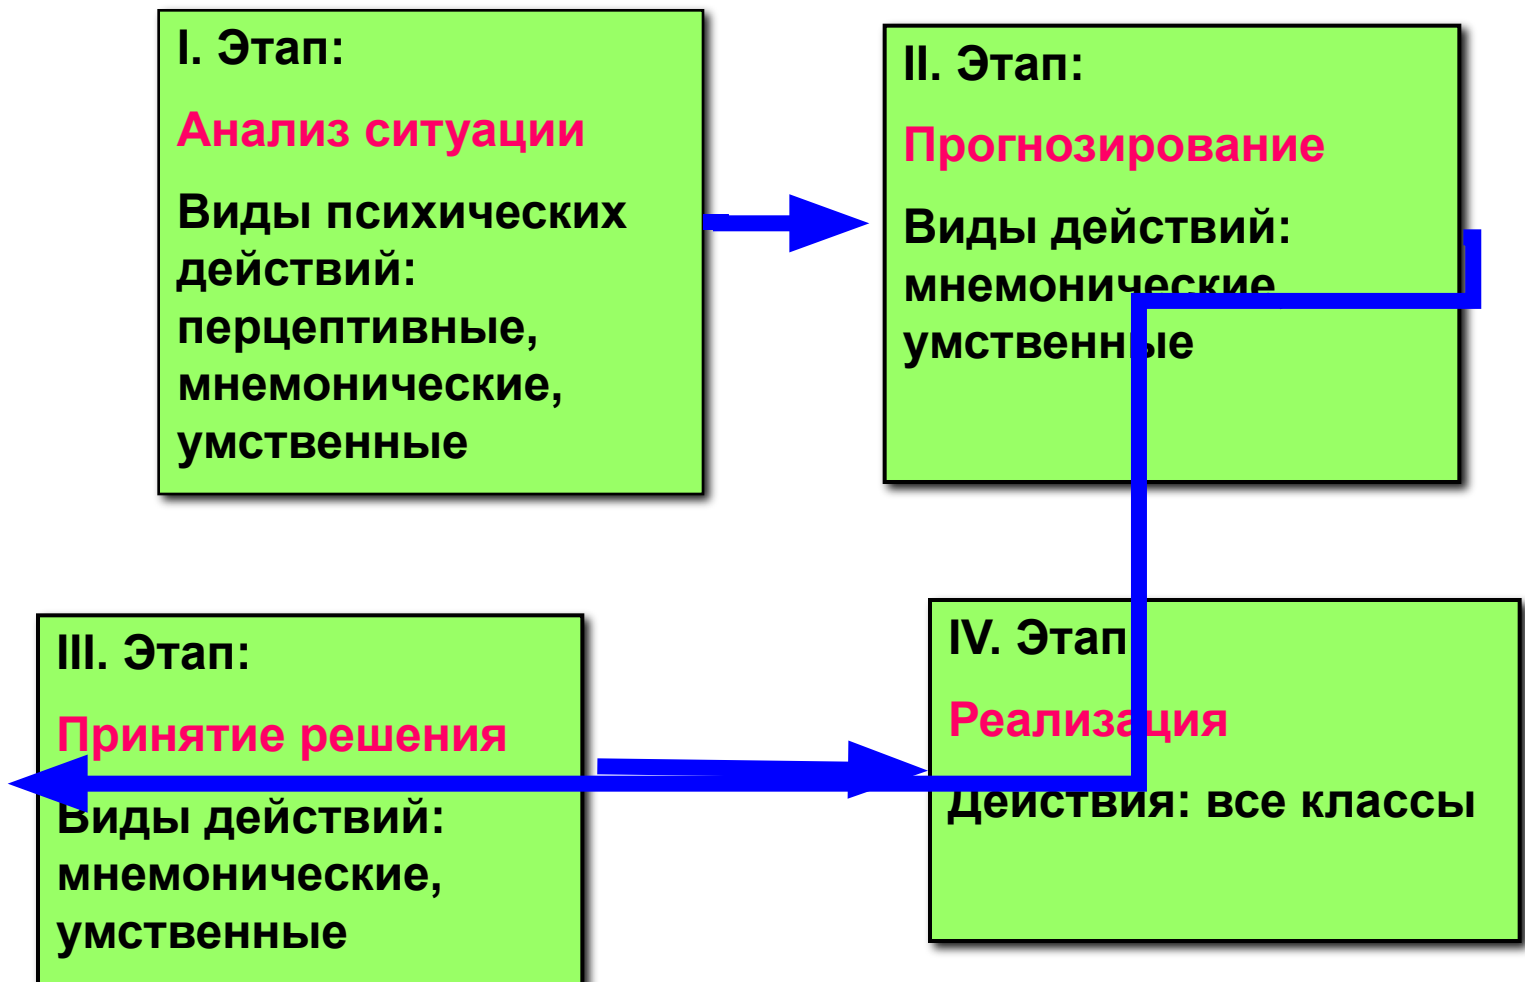 I. Этап:
Анализ ситуации
Виды психических
действий:
перцептивные,
мнемонические,
умственные
II. Этап:
Прогнозирование
Виды действий:
мнемонические
умственные
III. Этап:
Принятие решения
Виды действий:
мнемонические,
умственные
IV. Этап
Реализация
Действия: все классы